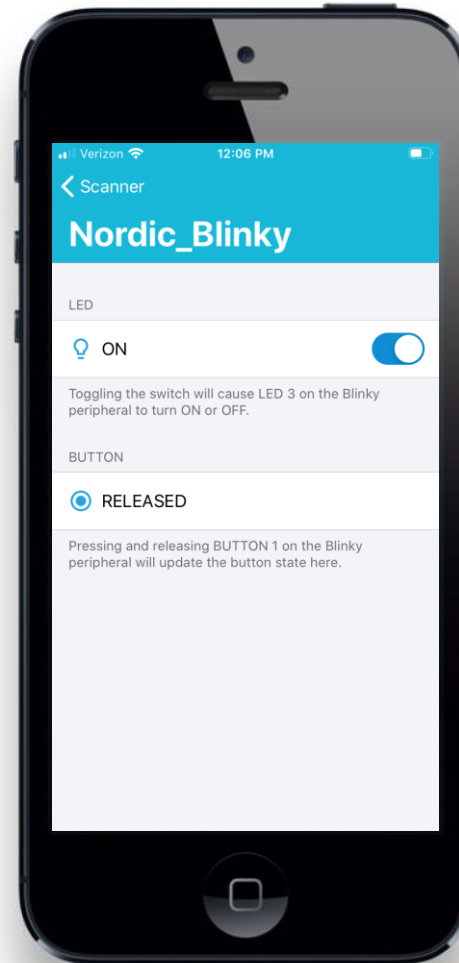 Verizon 12:06 PM
Scanner
Nordic_Blinky
LED
ON
Toggling the switch will cause LED 3 on the Blinky
peripheral to turn ON or OFF.
BUTTON
RELEASED
Pressing and releasing BUTTON 1 on the Blinky
peripheral will update the button state here.